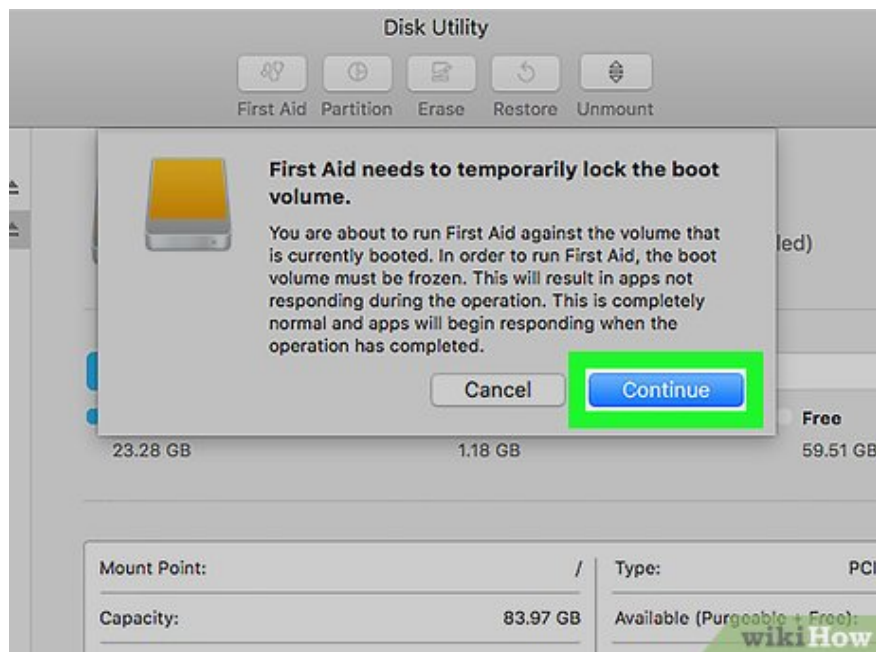 Disk Utility
First Aid Partition Erase Restore Unmount
First Aid needs to temporarily lock the boot
volume.
You are about to run First Aid against the volume that
is currently booted. In order to run First Aid, the boot
volume must be frozen. This will result in apps not
responding during the operation. This is completely
normal and apps will begin responding when the
operation has completed.
led)
Cancel Continue
Free
23.28 GB 1.18 GB 59.51 GB
Mount Point: / Type: PCI
Capacity: 83.97 GB Available (Purgeable + Free):
wikiHow